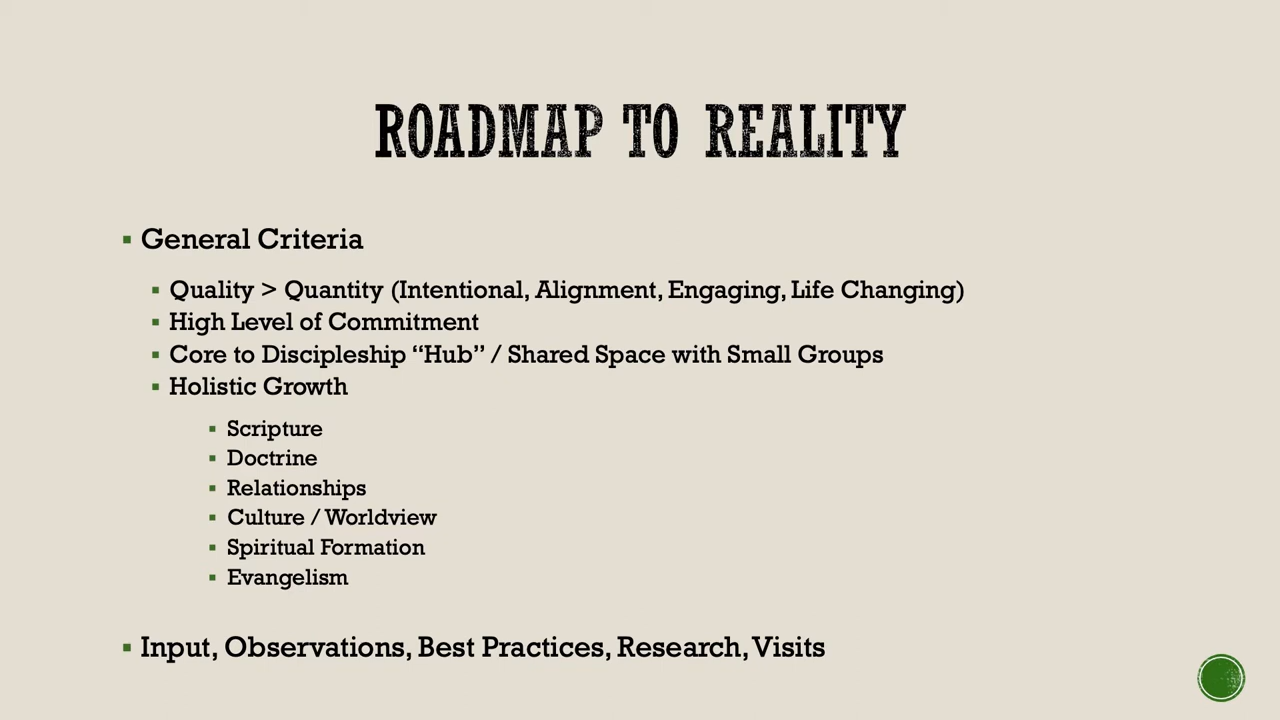 ROADMAP TO REALITY
General Criteria
Quality > Quantity (Intentional, Alignment, Engaging, Life Changing)
High Level of Commitment
Core to Discipleship “Hub” / Shared Space with Small Groups
Holistic Growth
Scripture
Doctrine
Relationships
Culture / Worldview
Spiritual Formation
Evangelism
Input, Observations, Best Practices, Research, Visits